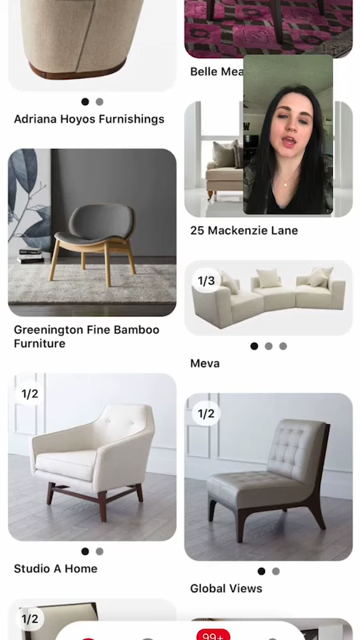 Adriana Hoyos Furnishings
Greenington Fine Bamboo
Furniture
1/2
Studio A Home
1/2
Belle Mea
25 Mackenzie Lane
1/3
Meva
1/2
Global Views
99+